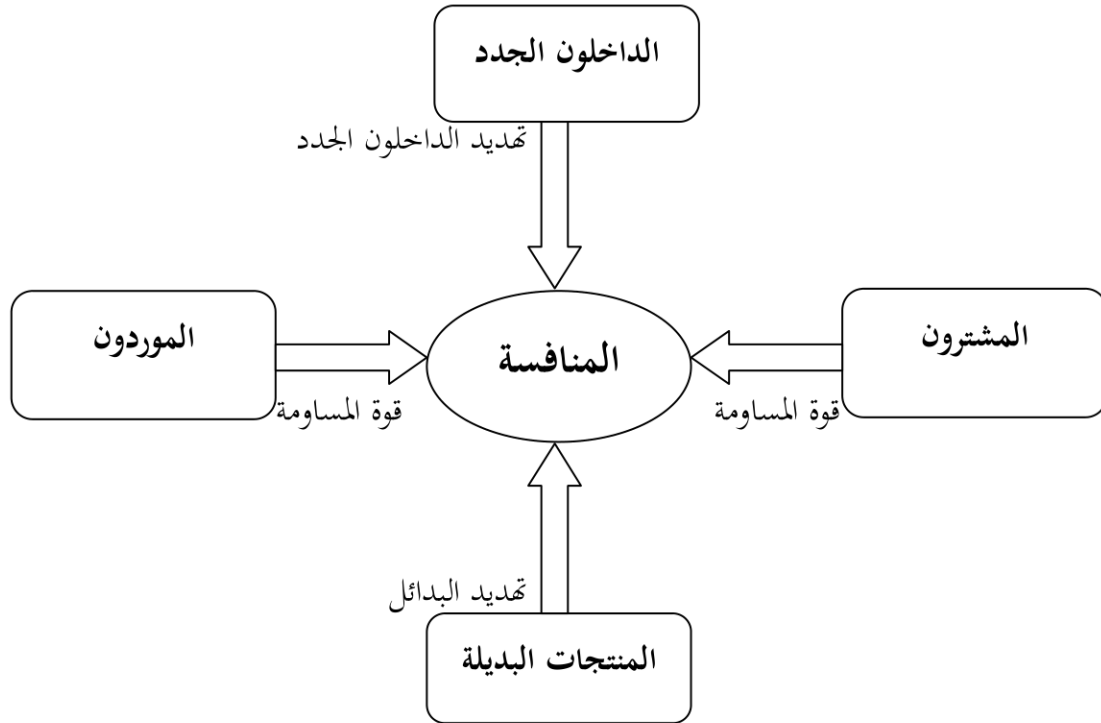 الداخلون الجدد
تهديد الداخلون الجدد
المشترون
المنافسة
الموردون
قوة المساومة
قوة المساومة
تهديد البدائل
المنتجات البديلة